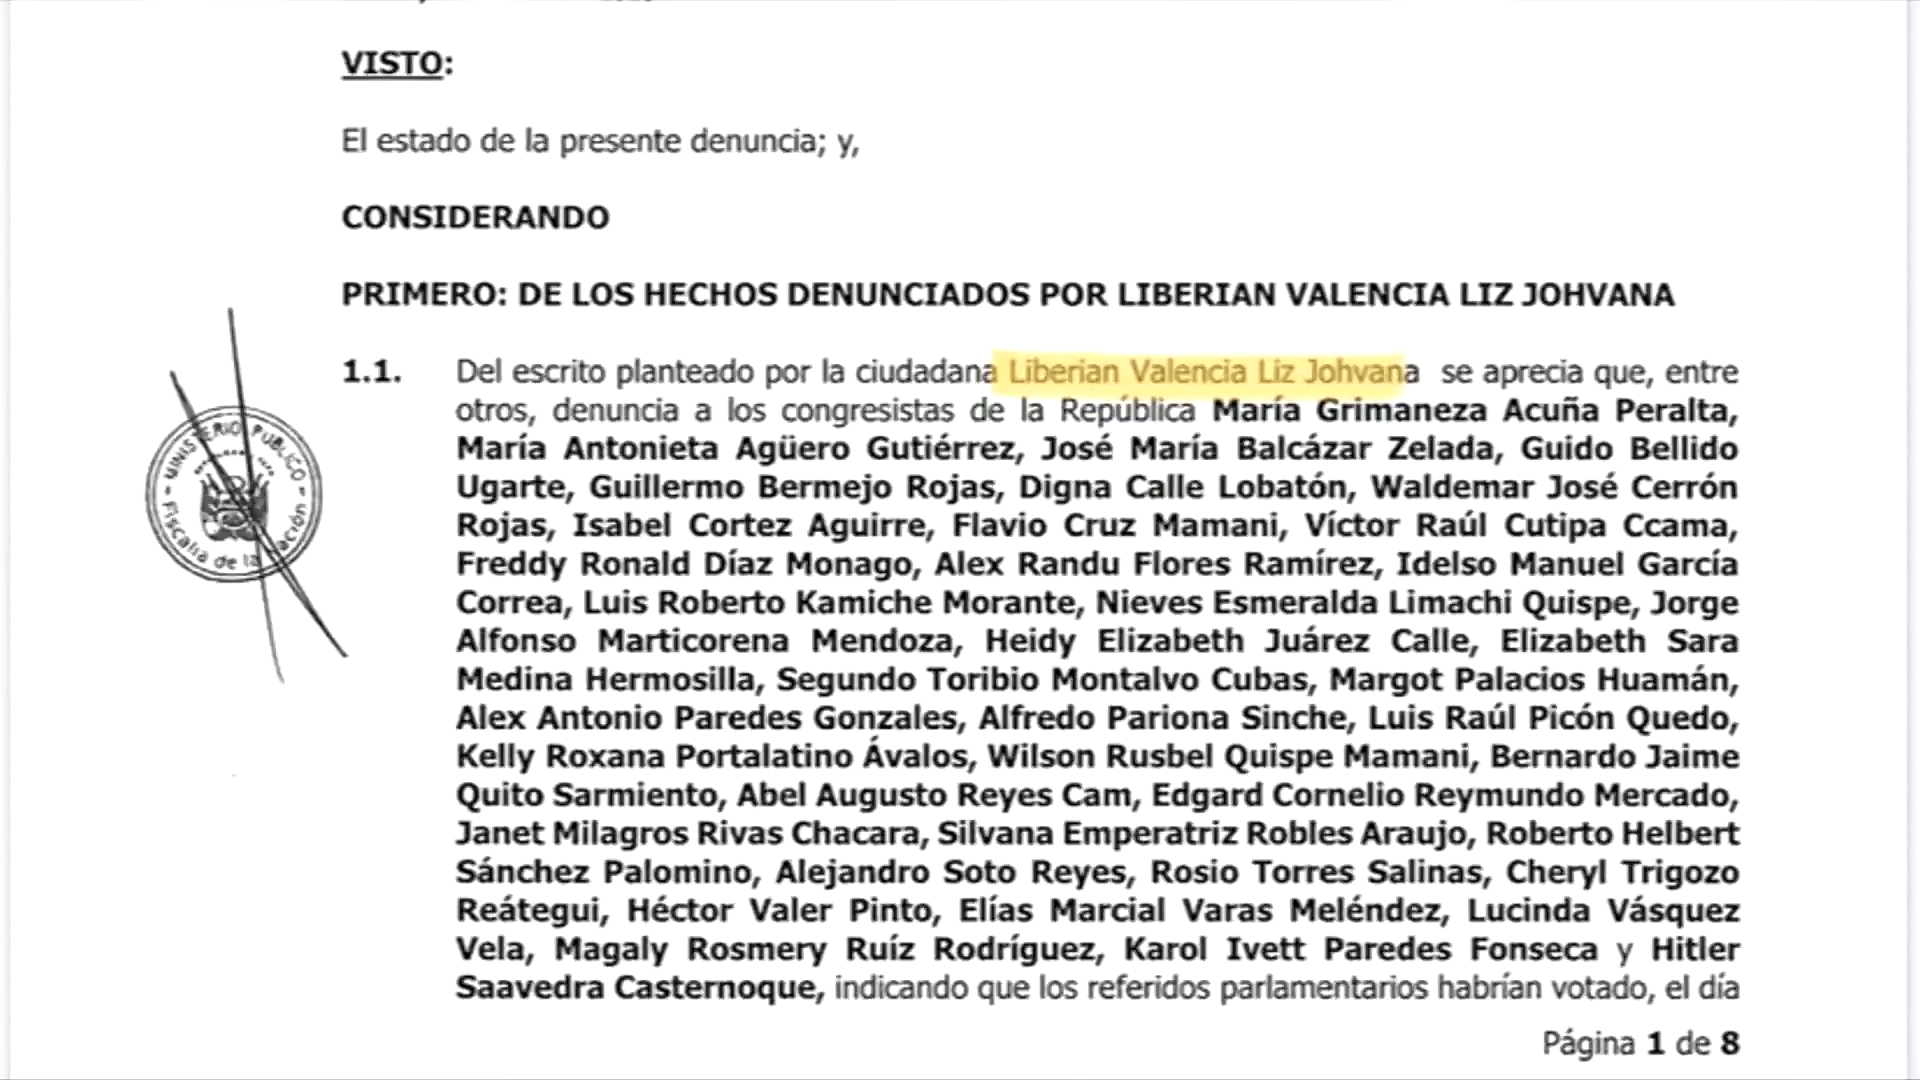 VISTO:
El estado de la presente denuncia; y,
CONSIDERANDO
PRIMERO: DE LOS HECHOS DENUNCIADOS POR LIBERIAN VALENCIA LIZ JOHVANA
1.1. Del escrito planteado por la ciudadana Liberian Valencia Liz Johvana se aprecia que, entre
otros, denuncia a los congresistas de la República María Grimaneza Acuña Peralta,
María Antonieta Agüero Gutiérrez, José María Balcázar Zelada, Guido Bellido
Ugarte, Guillermo Bermejo Rojas, Digna Calle Lobatón, Waldemar José Cerrón
Rojas, Isabel Cortez Aguirre, Flavio Cruz Mamani, Víctor Raúl Cutipa Ccama,
Freddy Ronald Díaz Monago, Alex Randu Flores Ramírez, Idelso Manuel García
Correa, Luis Roberto Kamiche Morante, Nieves Esmeralda Limachi Quispe, Jorge
Alfonso Marticorena Mendoza, Heidy Elizabeth Juárez Calle, Elizabeth Sara
Medina Hermosilla, Segundo Toribio Montalvo Cubas, Margot Palacios Huamán,
Alex Antonio Paredes Gonzales, Alfredo Pariona Sinche, Luis Raúl Picón Quedo,
Kelly Roxana Portalatino Ávalos, Wilson Rusbel Quispe Mamani, Bernardo Jaime
Quito Sarmiento, Abel Augusto Reyes Cam, Edgard Cornelio Reymundo Mercado,
Janet Milagros Rivas Chacara, Silvana Emperatriz Robles Araujo, Roberto Helbert
Sánchez Palomino, Alejandro Soto Reyes, Rosio Torres Salinas, Cheryl Trigozo
Reátegui, Héctor Valer Pinto, Elías Marcial Varas Meléndez, Lucinda Vásquez
Vela, Magaly Rosmery Ruíz Rodríguez, Karol Ivett Paredes Fonseca y Hitler
Saavedra Casternoque, indicando que los referidos parlamentarios habrían votado, el día
MINISTERIO PÚBLICO
Fiscalía de la Nación
Página 1 de 8